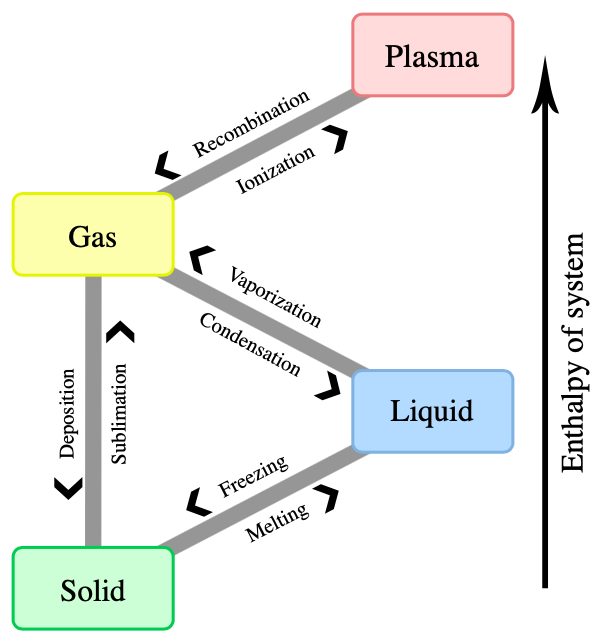 Plasma
Recombination
Ionization
Gas
Vaporization
Condensation
Deposition
Sublimation
Liquid
Freezing
Melting
Solid
Enthalpy of system